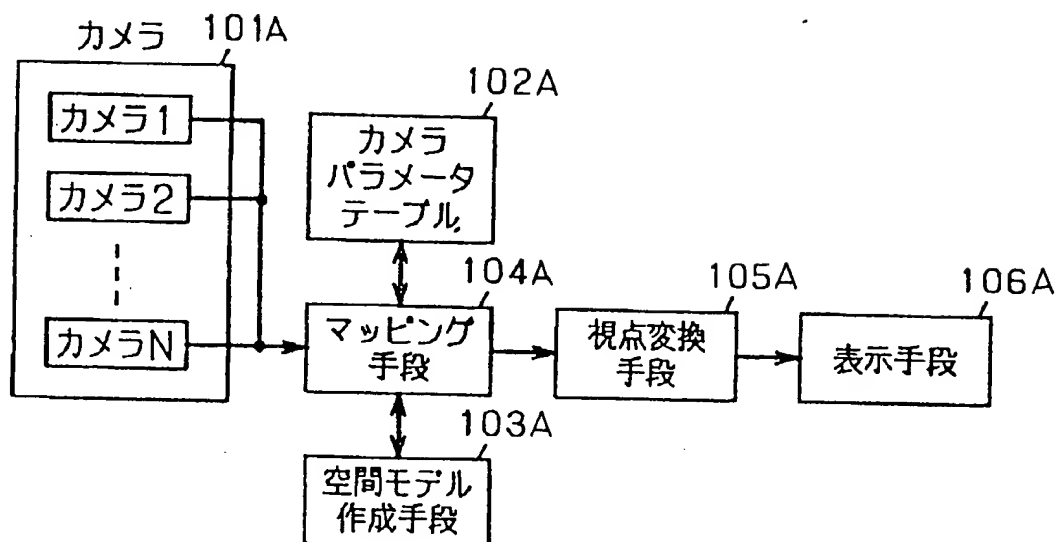 カメラ
101A
カメラ1
カメラ2
カメラN
102A
カメラ
パラメータ
テーブル
104A
マッピング
手段
103A
空間モデル
作成手段
105A
視点変換
手段
106A
表示手段